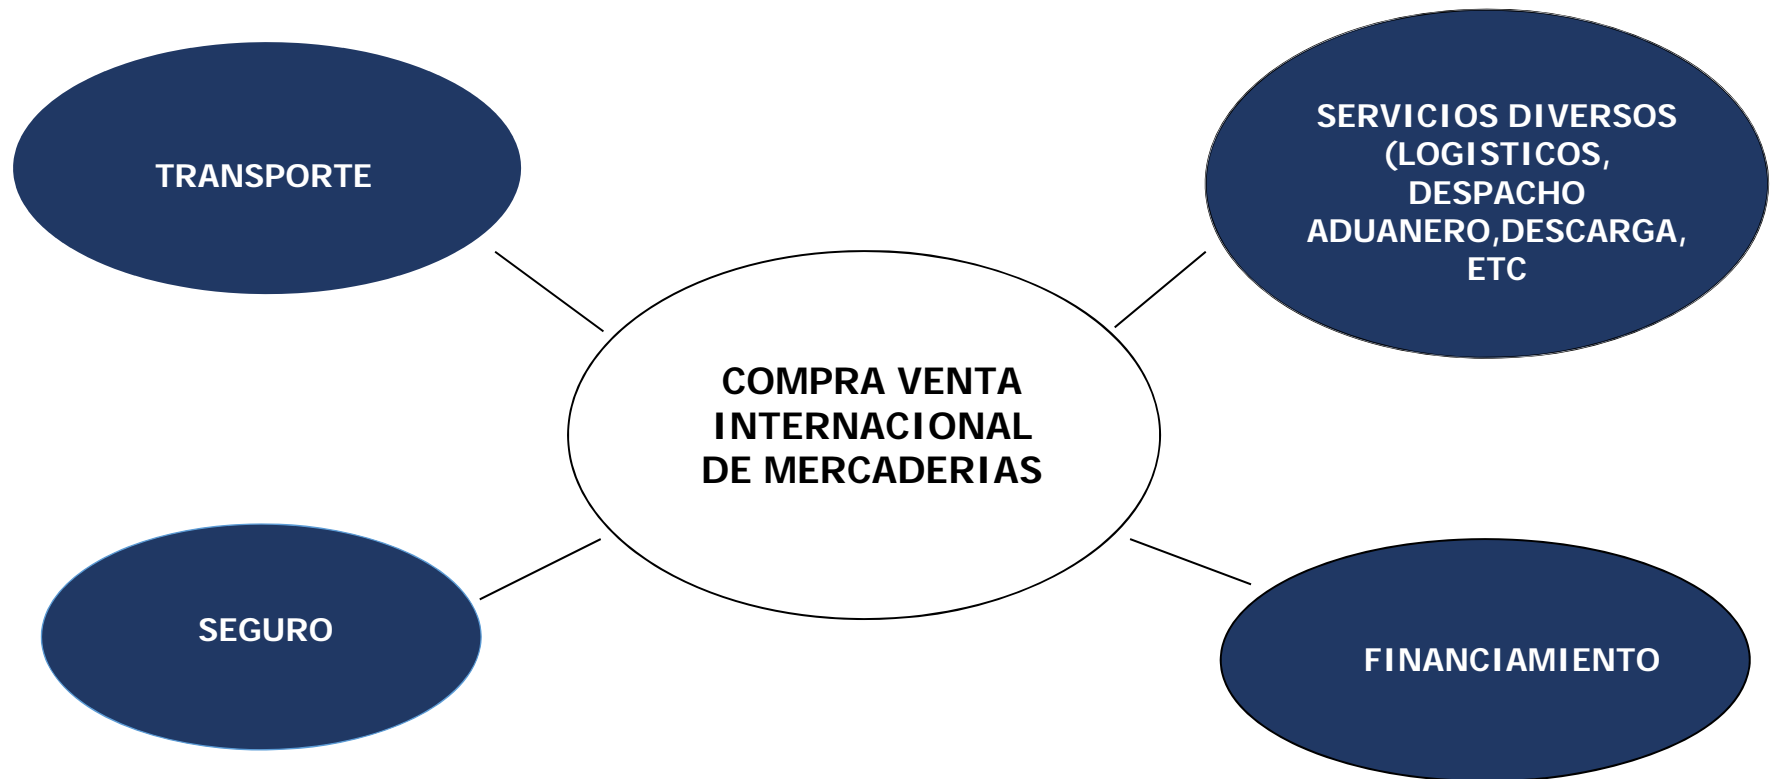 TRANSPORTE
SERVICIOS DIVERSOS
(LOGISTICOS,
DESPACHO
ADUANERO,DESCARGA,
ETC
COMPRA VENTA
INTERNACIONAL
DE MERCADERIAS
SEGURO
FINANCIAMIENTO